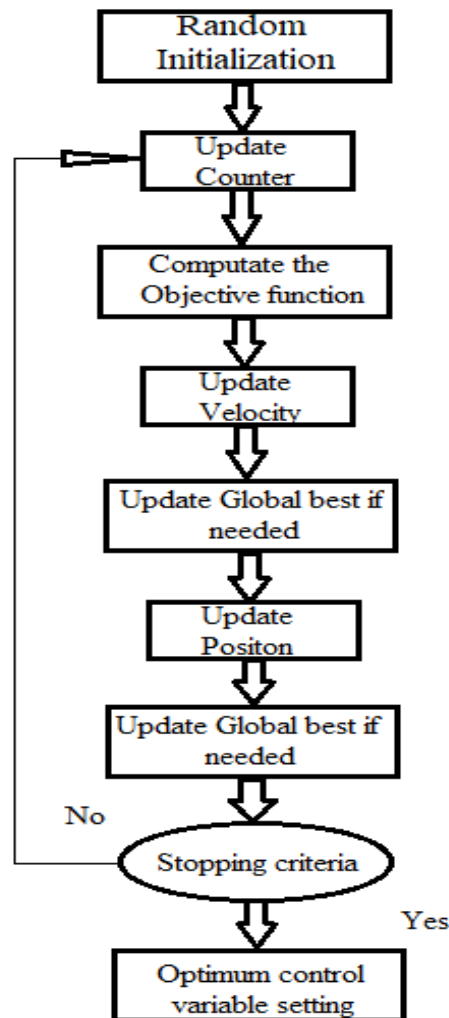 Random
Initialization
Update
Counter
Computate the
Objective function
Update
Velocity
Update Global best if
needed
Update
Positon
Update Global best if
needed
No
Stopping criteria
Yes
Optimum control
variable setting